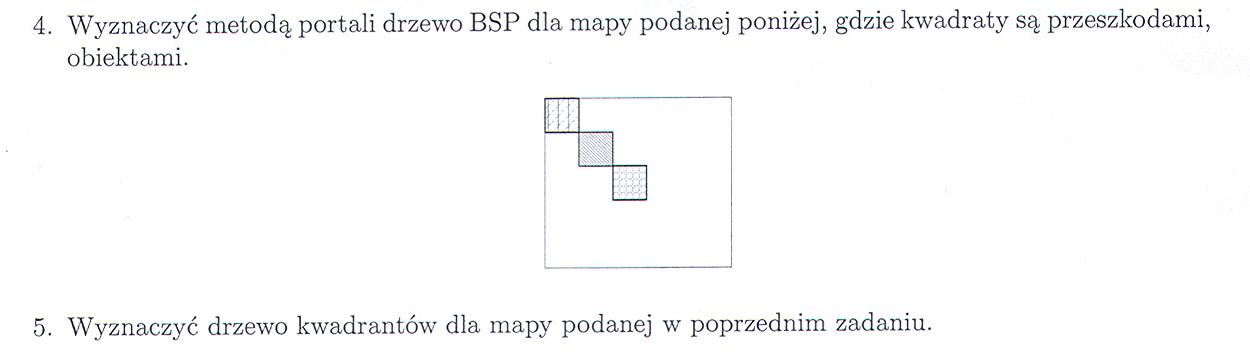 4. Wyznaczyć metodą portali drzewo BSP dla mapy podanej poniżej, gdzie kwadraty są przeszkodami,
obiektami.
5. Wyznaczyć drzewo kwadrantów dla mapy podanej w poprzednim zadaniu.